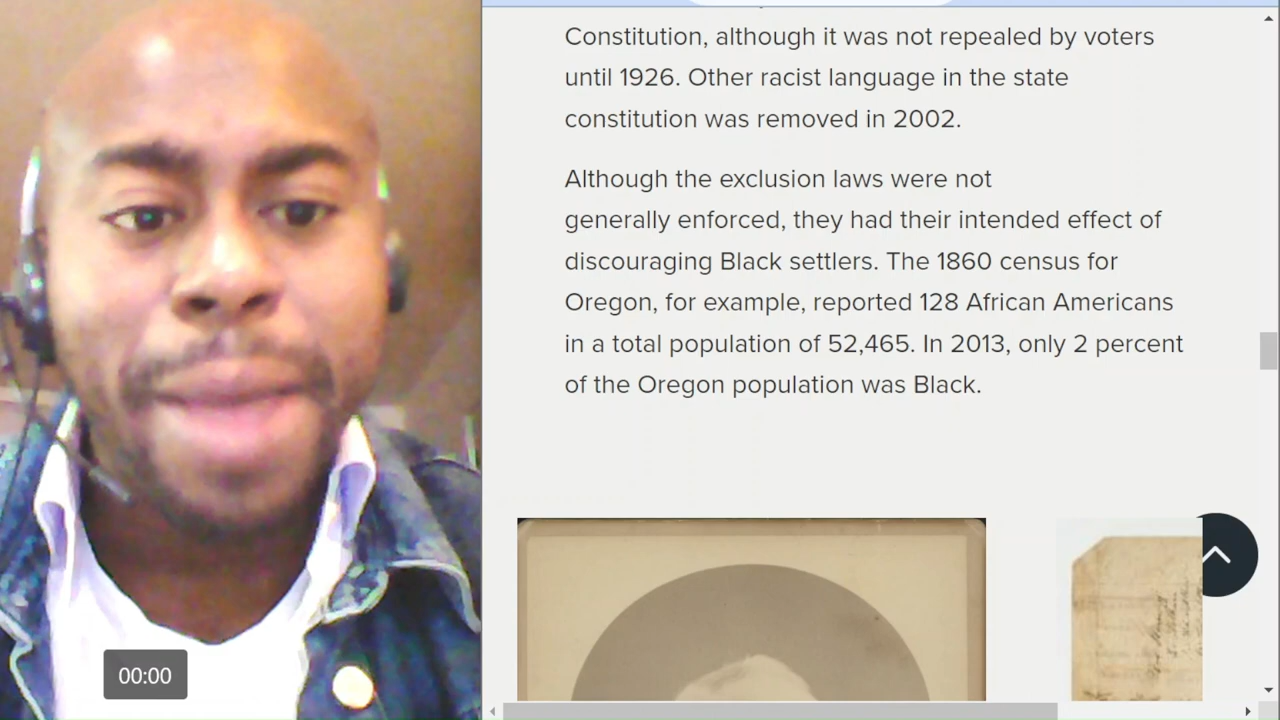 Constitution, although it was not repealed by voters
until 1926. Other racist language in the state
constitution was removed in 2002.
Although the exclusion laws were not
generally enforced, they had their intended effect of
discouraging Black settlers. The 1860 census for
Oregon, for example, reported 128 African Americans
in a total population of 52,465. In 2013, only 2 percent
of the Oregon population was Black.
00:00